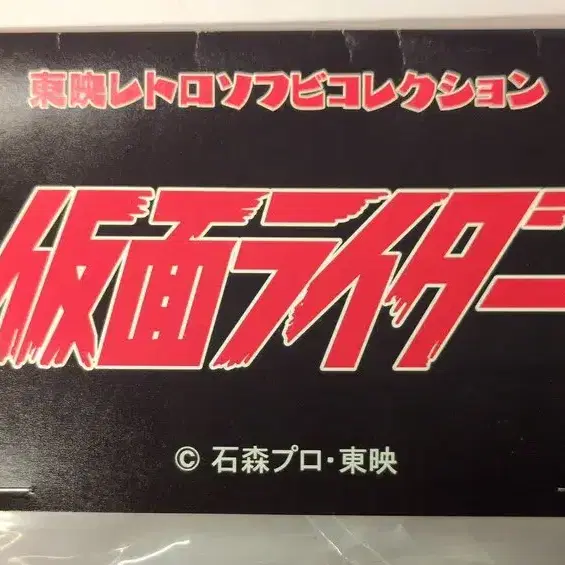 東映レトロソフビコレクション
仮面ライダー
© 石森プロ・東映